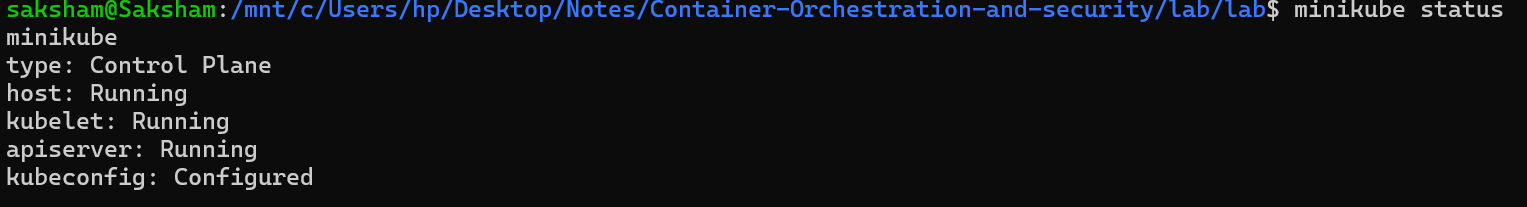 saksham@Saksham:/mnt/c/Users/hp/Desktop/Notes/Container-Orchestration-and-security/lab/lab$ minikube status
minikube
type: Control Plane
host: Running
kubelet: Running
apiserver: Running
kubeconfig: Configured